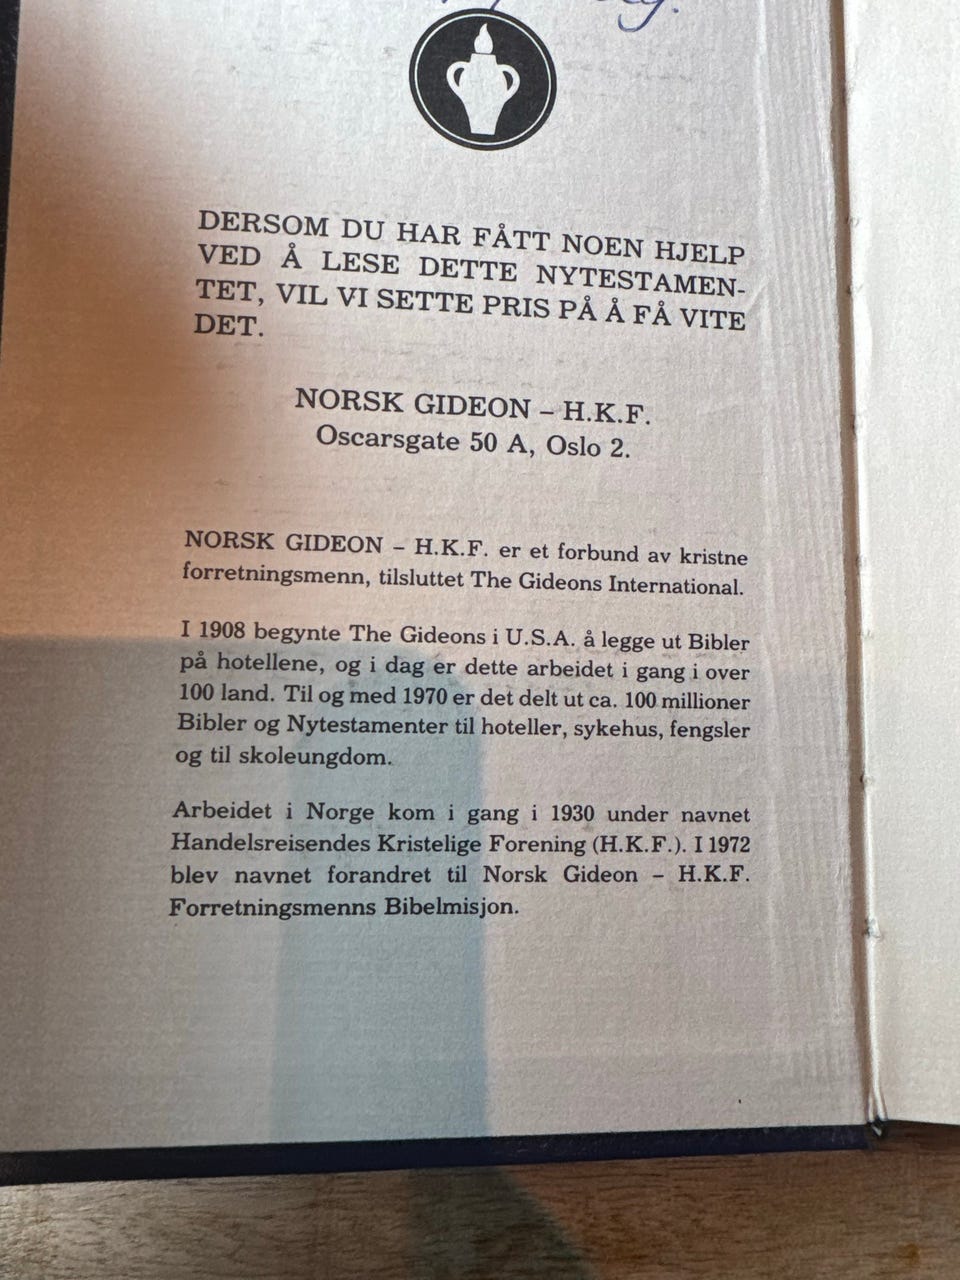 DERSOM DU HAR FÅTT NOEN HJELP
VED Å LESE DETTE NYTESTAMEN-
TET, VIL VI SETTE PRIS PÅ Å FÅ VITE
DET.
NORSK GIDEON – H.K.F.
Oscarsgate 50 A, Oslo 2.
NORSK GIDEON – H.K.F. er et forbund av kristne
forretningsmenn, tilsluttet The Gideons International.
I 1908 begynte The Gideons i U.S.A. å legge ut Bibler
på hotellene, og i dag er dette arbeidet i gang i over
100 land. Til og med 1970 er det delt ut ca. 100 millioner
Bibler og Nytestamenter til hoteller, sykehus, fengsler
og til skoleungdom.
Arbeidet i Norge kom i gang i 1930 under navnet
Handelsreisendes Kristelige Forening (H.K.F.). I 1972
blev navnet forandret til Norsk Gideon – H.K.F.
Forretningsmenns Bibelmisjon.